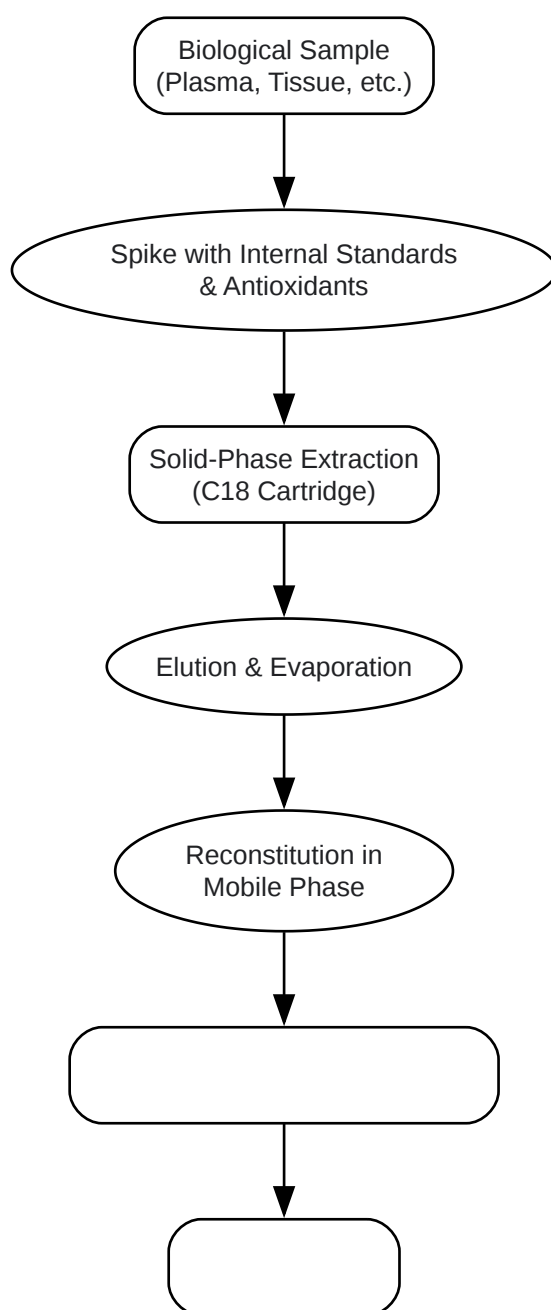 Biological Sample
(Plasma, Tissue, etc.)
Spike with Internal Standards
& Antioxidants
Solid-Phase Extraction
(C18 Cartridge)
Elution & Evaporation
Reconstitution in
Mobile Phase